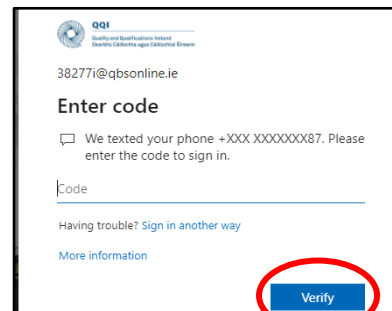 QQI
Quality and Qualifications Ireland
Dearbhú Cáilíochta agus Cáilíochtaí Éireann
38277i@qbsonline.ie
Enter code
We texted your phone +XXX XXXXXXX87. Please
enter the code to sign in.
Code
Having trouble? Sign in another way
More information
Verify